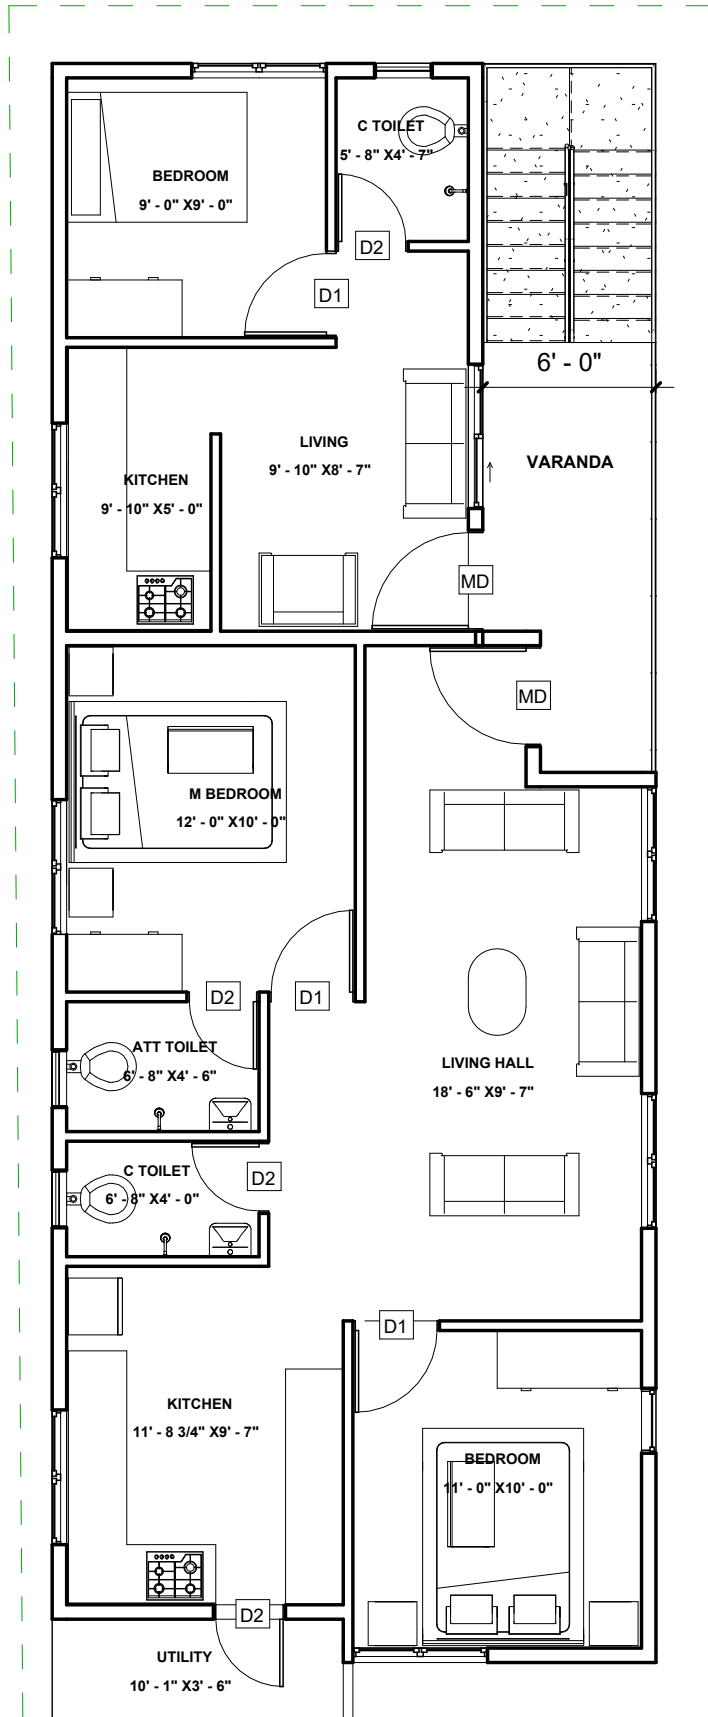 C TOILET
5' - 8" X4' - 7"
BEDROOM
9' - 0" X9' - 0"
D2
D1
6' - 0"
LIVING
9' - 10" X8' - 7"
VARANDA
KITCHEN
9' - 10" X5' - 0"
MD
MD
M BEDROOM
12' - 0" X10' - 0"
D2
D1
ATT TOILET
6' - 8" X4' - 6"
LIVING HALL
18' - 6" X9' - 7"
C TOILET
6' - 8" X4' - 0"
D2
D1
KITCHEN
11' - 8 3/4" X9' - 7"
BEDROOM
11' - 0" X10' - 0"
D2
UTILITY
10' - 1" X3' - 6"